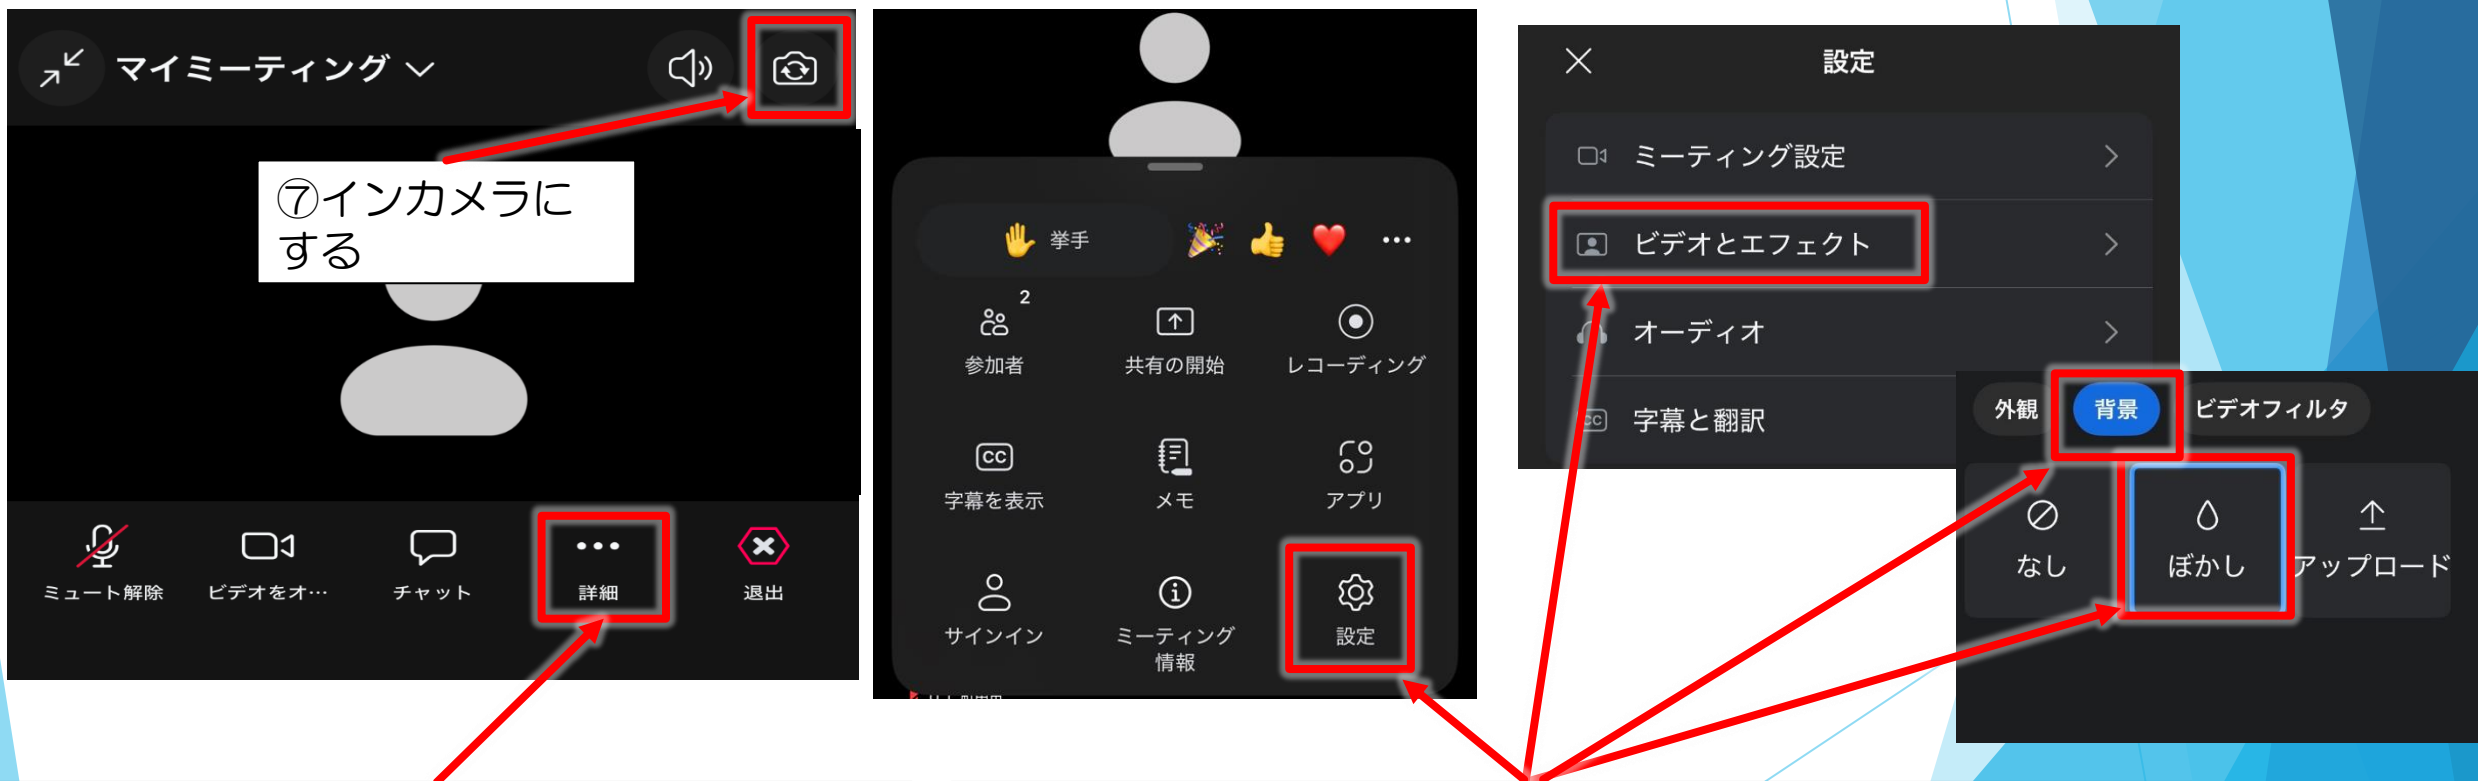 マイミーティング
⑦インカメラに
する
ミュート解除
ビデオをオ…
チャット
詳細
退出
挙手
2
参加者
共有の開始
レコーディング
CC
字幕を表示
メモ
アプリ
サインイン
ミーティング
情報
設定
設定
ミーティング設定
ビデオとエフェクト
オーディオ
CC
字幕と翻訳
外観
背景
ビデオフィルタ
なし
ぼかし
アップロード